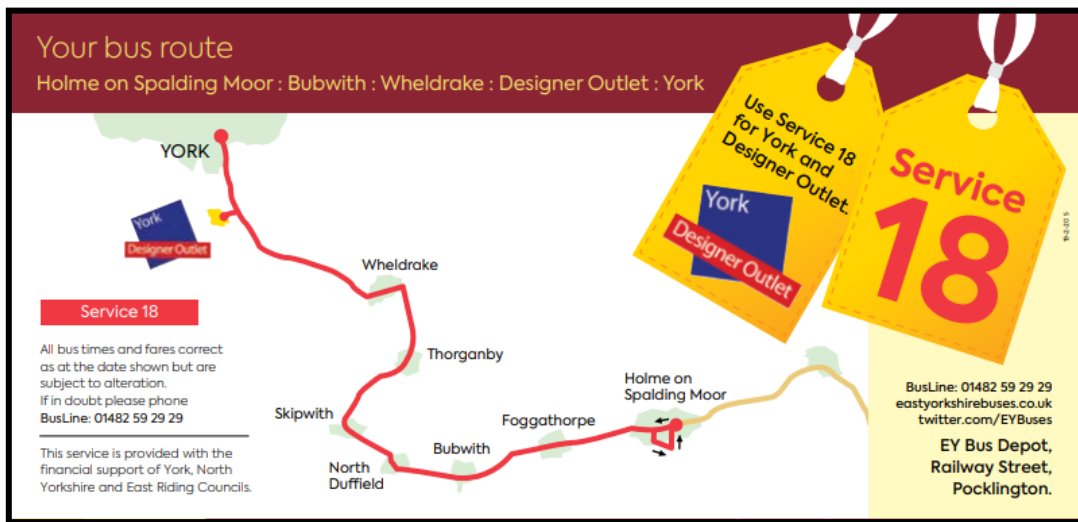 Your bus route
Holme on Spalding Moor : Bubwith : Wheldrake : Designer Outlet : York
YORK
York
Designer Outlet
Wheldrake
Thorganby
Skipwith
North
Duffield
Bubwith
Foggathorpe
Holme on
Spalding Moor
Service 18
All bus times and fares correct
as at the date shown but are
subject to alteration.
If in doubt please phone
BusLine: 01482 59 29 29
This service is provided with the
financial support of York, North
Yorkshire and East Riding Councils.
Use Service 18
for York and
Designer Outlet.
York
Designer Outlet
Service
18
BusLine: 01482 59 29 29
eastyorkshirebuses.co.uk
twitter.com/EYBuses
EY Bus Depot,
Railway Street,
Pocklington.